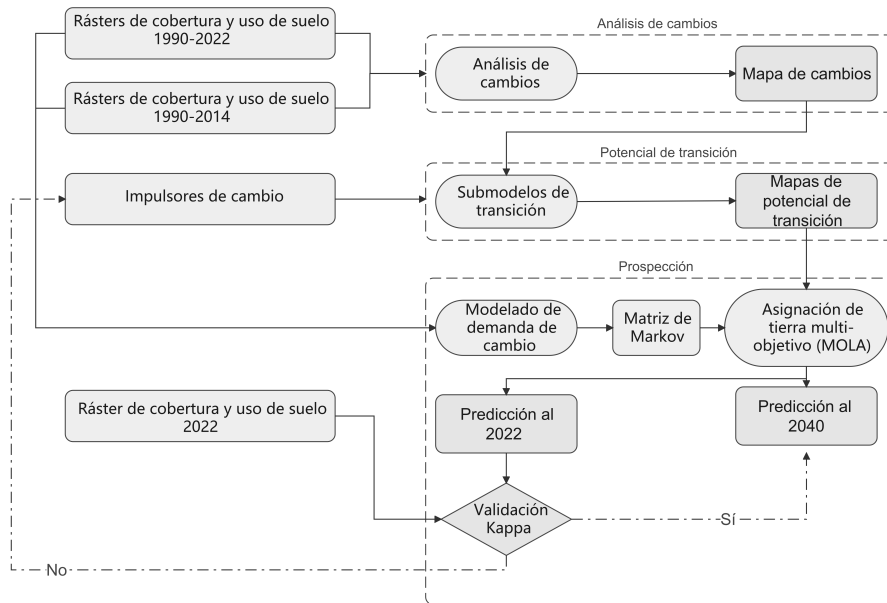 Rásters de cobertura y uso de suelo
1990-2022
Análisis de cambios
Análisis de
cambios
Mapa de cambios
Rásters de cobertura y uso de suelo
1990-2014
Potencial de transición
Impulsores de cambio
Submodelos de
transición
Mapas de
potencial de
transición
Prospección
Modelado de
demanda de
cambio
Matriz de
Markov
Asignación de
tierra multi-
objetivo (MOLA)
Ráster de cobertura y uso de suelo
2022
Predicción al
2022
Predicción al
2040
Validación
Kappa
Sí
No